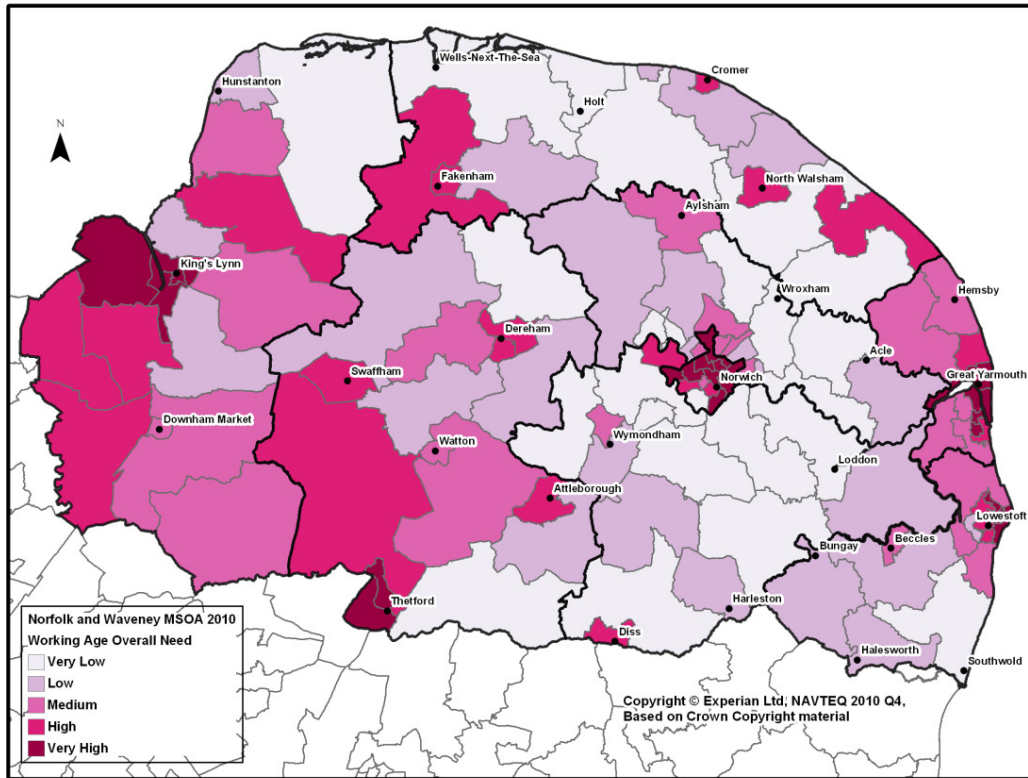 Wells-Next-The-Sea
Cromer
Hunstanton
Holt
N
Fakenham
North Walsham
Aylsham
King's Lynn
Wroxham
Hemsby
Dereham
Acle
Swaffham
Norwich
Great Yarmouth
Downham Market
Wymondham
Watton
Loddon
Attleborough
Lowestoft
Beccles
Bungay
Thetford
Harleston
Diss
Halesworth
Southwold
Norfolk and Waveney MSOA 2010
Working Age Overall Need
Very Low
Low
Medium
High
Very High
Copyright © Experian Ltd, NAVTEQ 2010 Q4,
Based on Crown Copyright material